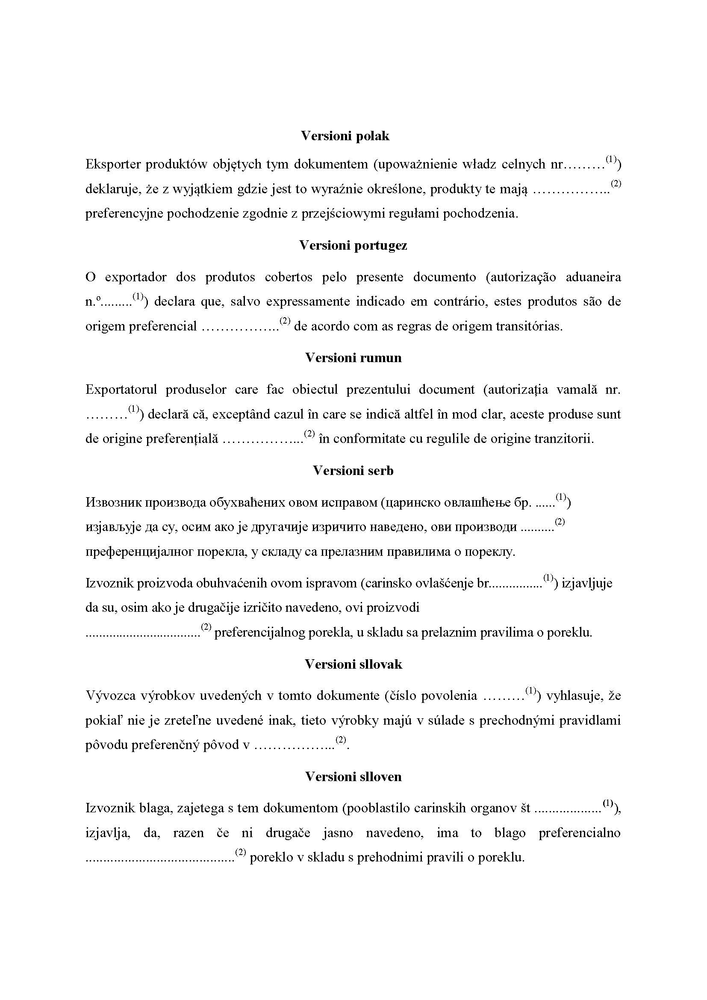 Versioni polak
Eksporter produktów objętych tym dokumentem (upoważnienie władz celnych nr………(1))
deklaruje, że z wyjątkiem gdzie jest to wyraźnie określone, produkty te mają ……………..(2)
preferencyjne pochodzenie zgodnie z przejściowymi regułami pochodzenia.
Versioni portugez
O exportador dos produtos cobertos pelo presente documento (autorização aduaneira
n.º.........(1)) declara que, salvo expressamente indicado em contrário, estes produtos são de
origem preferencial ……………..(2) de acordo com as regras de origem transitórias.
Versioni rumun
Exportatorul produselor care fac obiectul prezentului document (autorizația vamală nr.
………(1)) declară că, exceptând cazul în care se indică altfel în mod clar, aceste produse sunt
de origine preferențială ……………...(2) în conformitate cu regulile de origine tranzitorii.
Versioni serb
Извозник производа обухваћених овом исправом (царинско овлашћење бр. ......(1))
изјављује да су, осим ако је другачије изричито наведено, ови производи ..........(2)
преференцијалног порекла, у складу са прелазним правилима о пореклу.
Izvoznik proizvoda obuhvaćenih ovom ispravom (carinsko ovlašćenje br................(1)) izjavljuje
da su, osim ako je drugačije izričito navedeno, ovi proizvodi
..................................(2) preferencijalnog porekla, u skladu sa prelaznim pravilima o poreklu.
Versioni sllovak
Vývozca výrobkov uvedených v tomto dokumente (číslo povolenia ………(1)) vyhlasuje, že
pokiaľ nie je zreteľne uvedené inak, tieto výrobky majú v súlade s prechodnými pravidlami
pôvodu preferenčný pôvod v ……………...(2).
Versioni slloven
Izvoznik blaga, zajetega s tem dokumentom (pooblastilo carinskih organov št ...................(1)),
izjavlja, da, razen če ni drugače jasno navedeno, ima to blago preferencialno
..........................................(2) poreklo v skladu s prehodnimi pravili o poreklu.